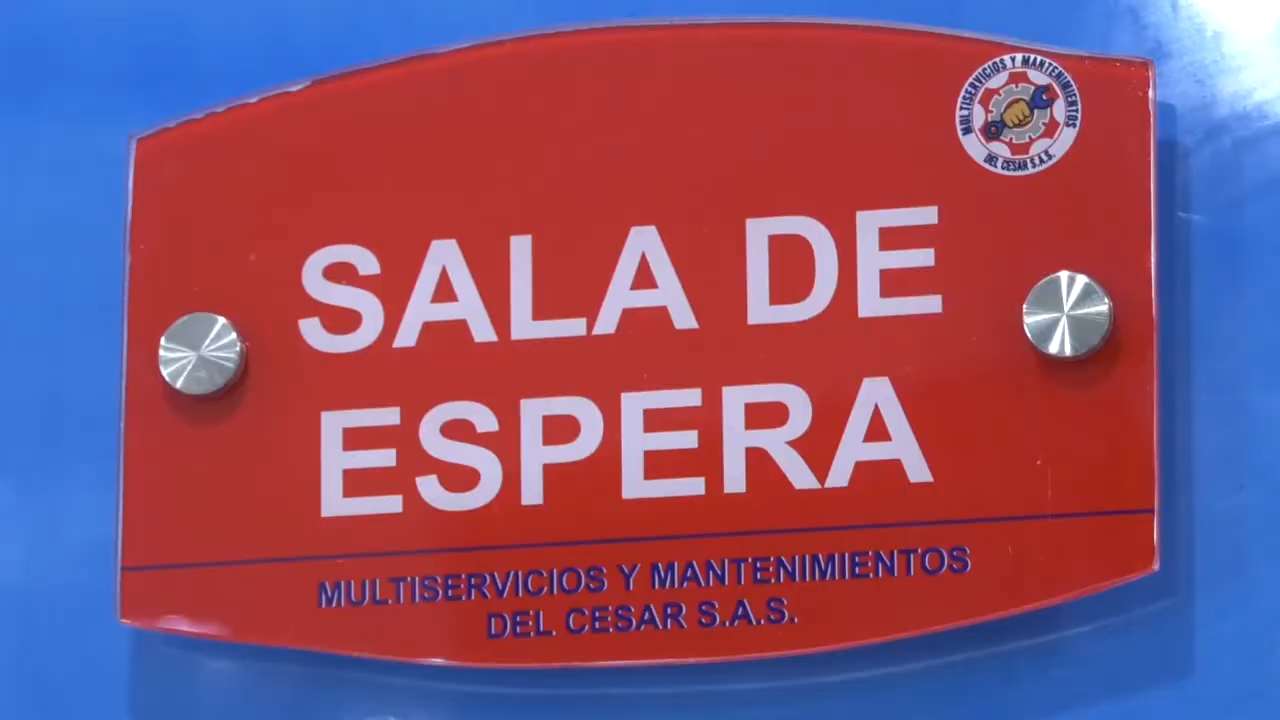 MULTISERVICIOS Y MANTENIMIENTOS
DEL CESAR S.A.S.
SALA DE
ESPERA
MULTISERVICIOS Y MANTENIMIENTOS
DEL CESAR S.A.S.